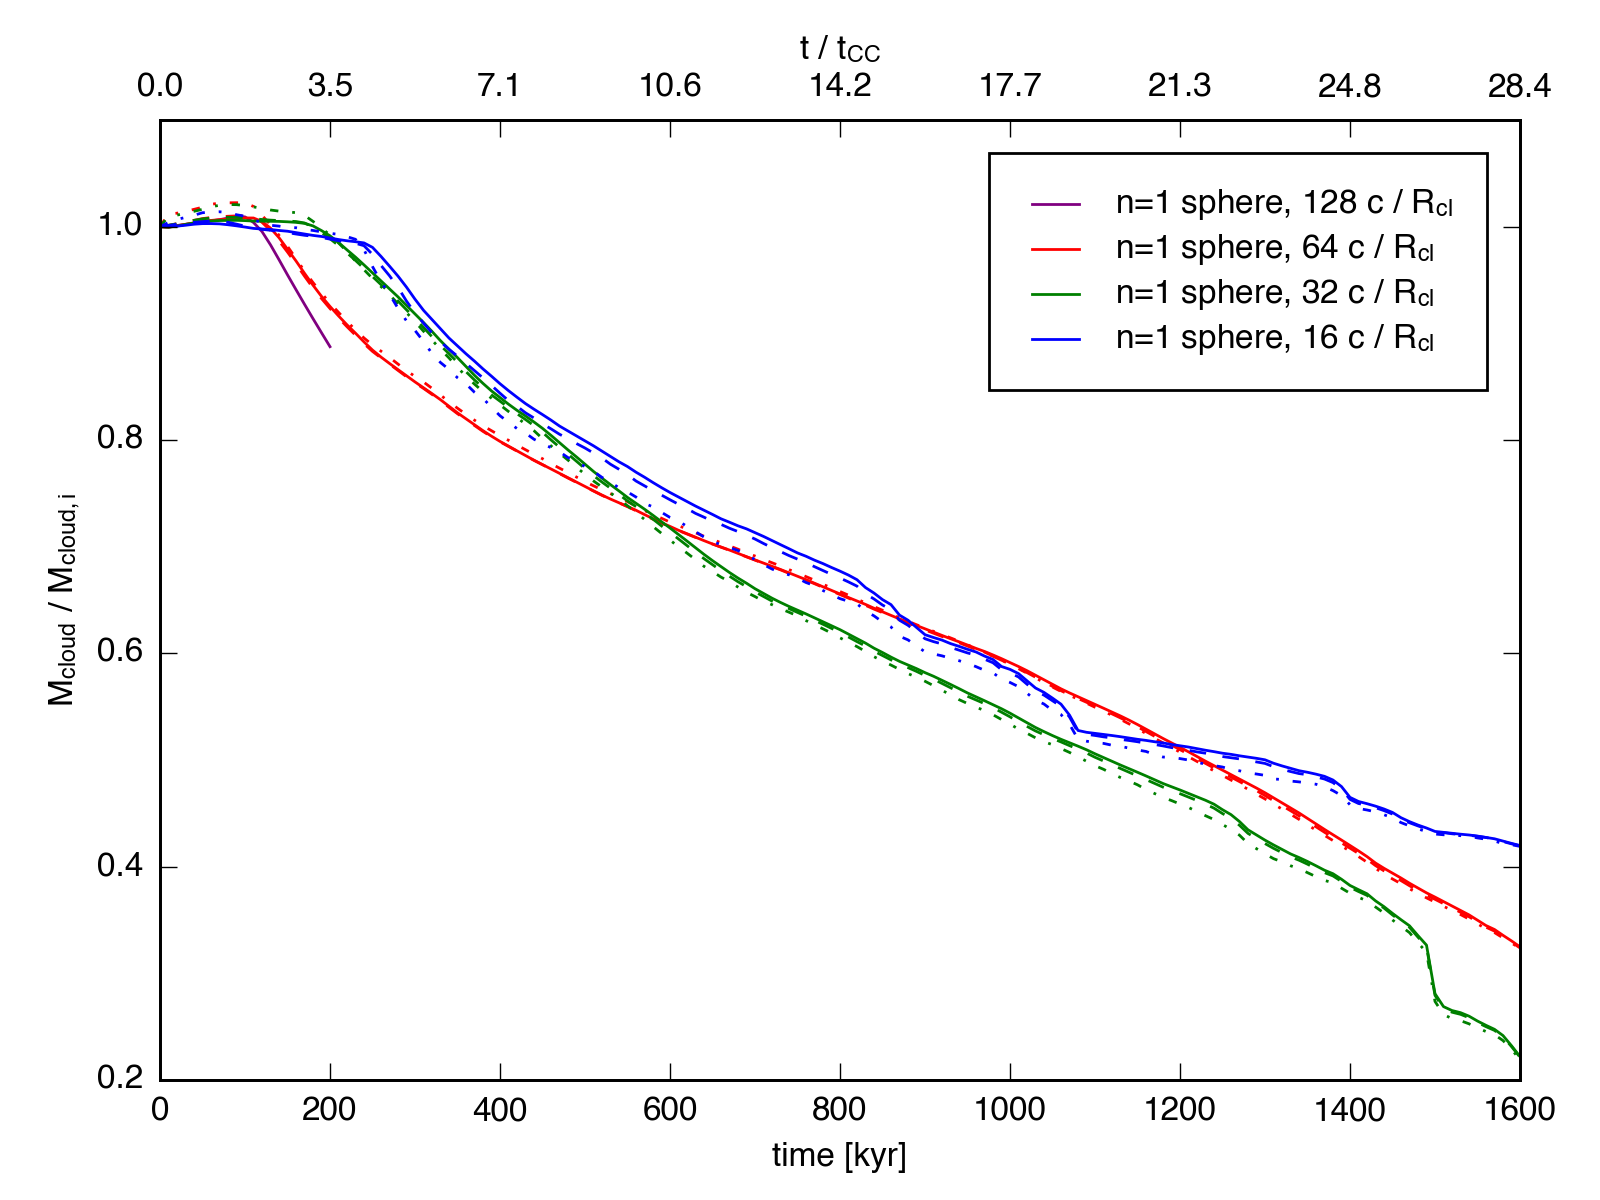 t / tCC
0.0 3.5 7.1 10.6 14.2 17.7 21.3 24.8 28.4
n=1 sphere, 128 c / Rcl
n=1 sphere, 64 c / Rcl
n=1 sphere, 32 c / Rcl
n=1 sphere, 16 c / Rcl
Mcloud / Mcloud,i
1.0
0.8
0.6
0.4
0.2
0 200 400 600 800 1000 1200 1400 1600
time [kyr]